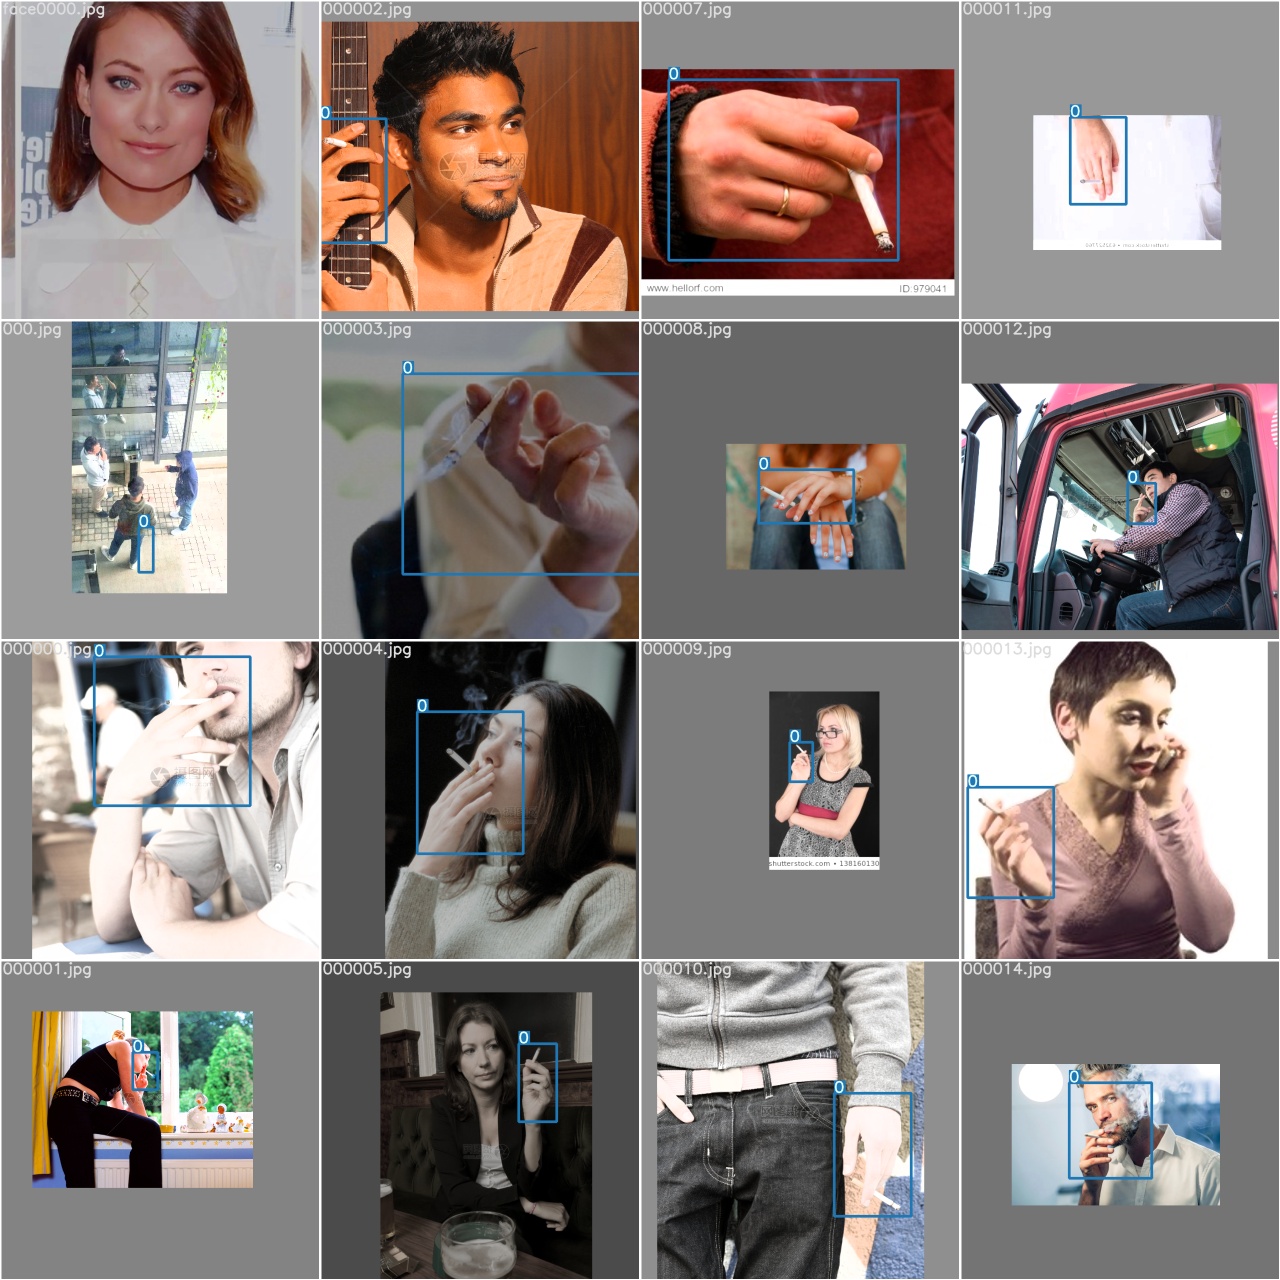 face0000.jpg
000002.jpg
000007.jpg
000011.jpg
0
0
0
www.hellorf.com
ID:979041
000.jpg
000003.jpg
000008.jpg
000012.jpg
0
0
0
0
000000.jpg
000004.jpg
000009.jpg
000013.jpg
0
0
0
0
shutterstock.com • 138160130
000001.jpg
000005.jpg
000010.jpg
000014.jpg
0
0
0
0